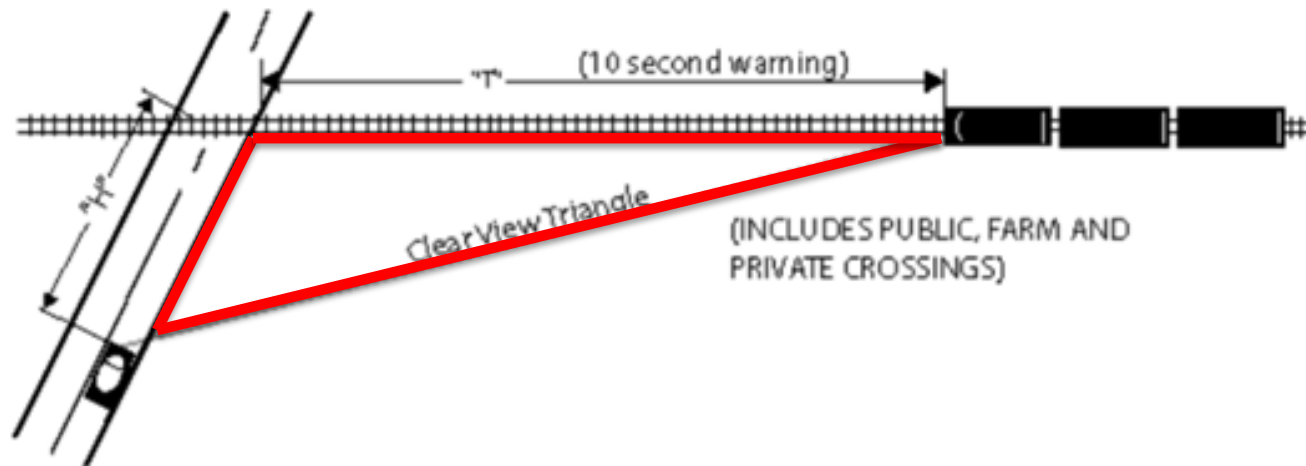 "T"
(10 second warning)
"H"
Clear View Triangle
(INCLUDES PUBLIC, FARM AND
PRIVATE CROSSINGS)